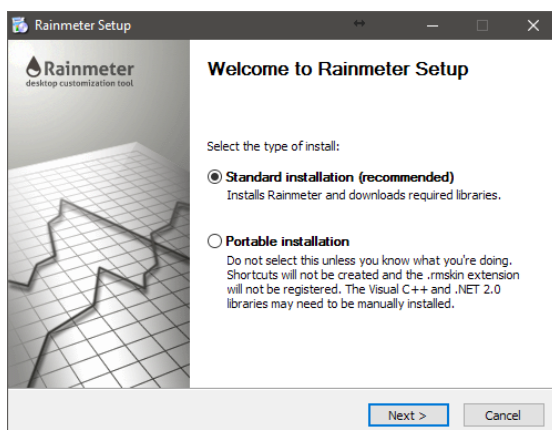 Rainmeter Setup
Rainmeter
desktop customization tool
Welcome to Rainmeter Setup
Select the type of install:
Standard installation (recommended)
Installs Rainmeter and downloads required libraries.
Portable installation
Do not select this unless you know what you're doing.
Shortcuts will not be created and the .rmskin extension
will not be registered. The Visual C++ and .NET 2.0
libraries may need to be manually installed.
Next >
Cancel